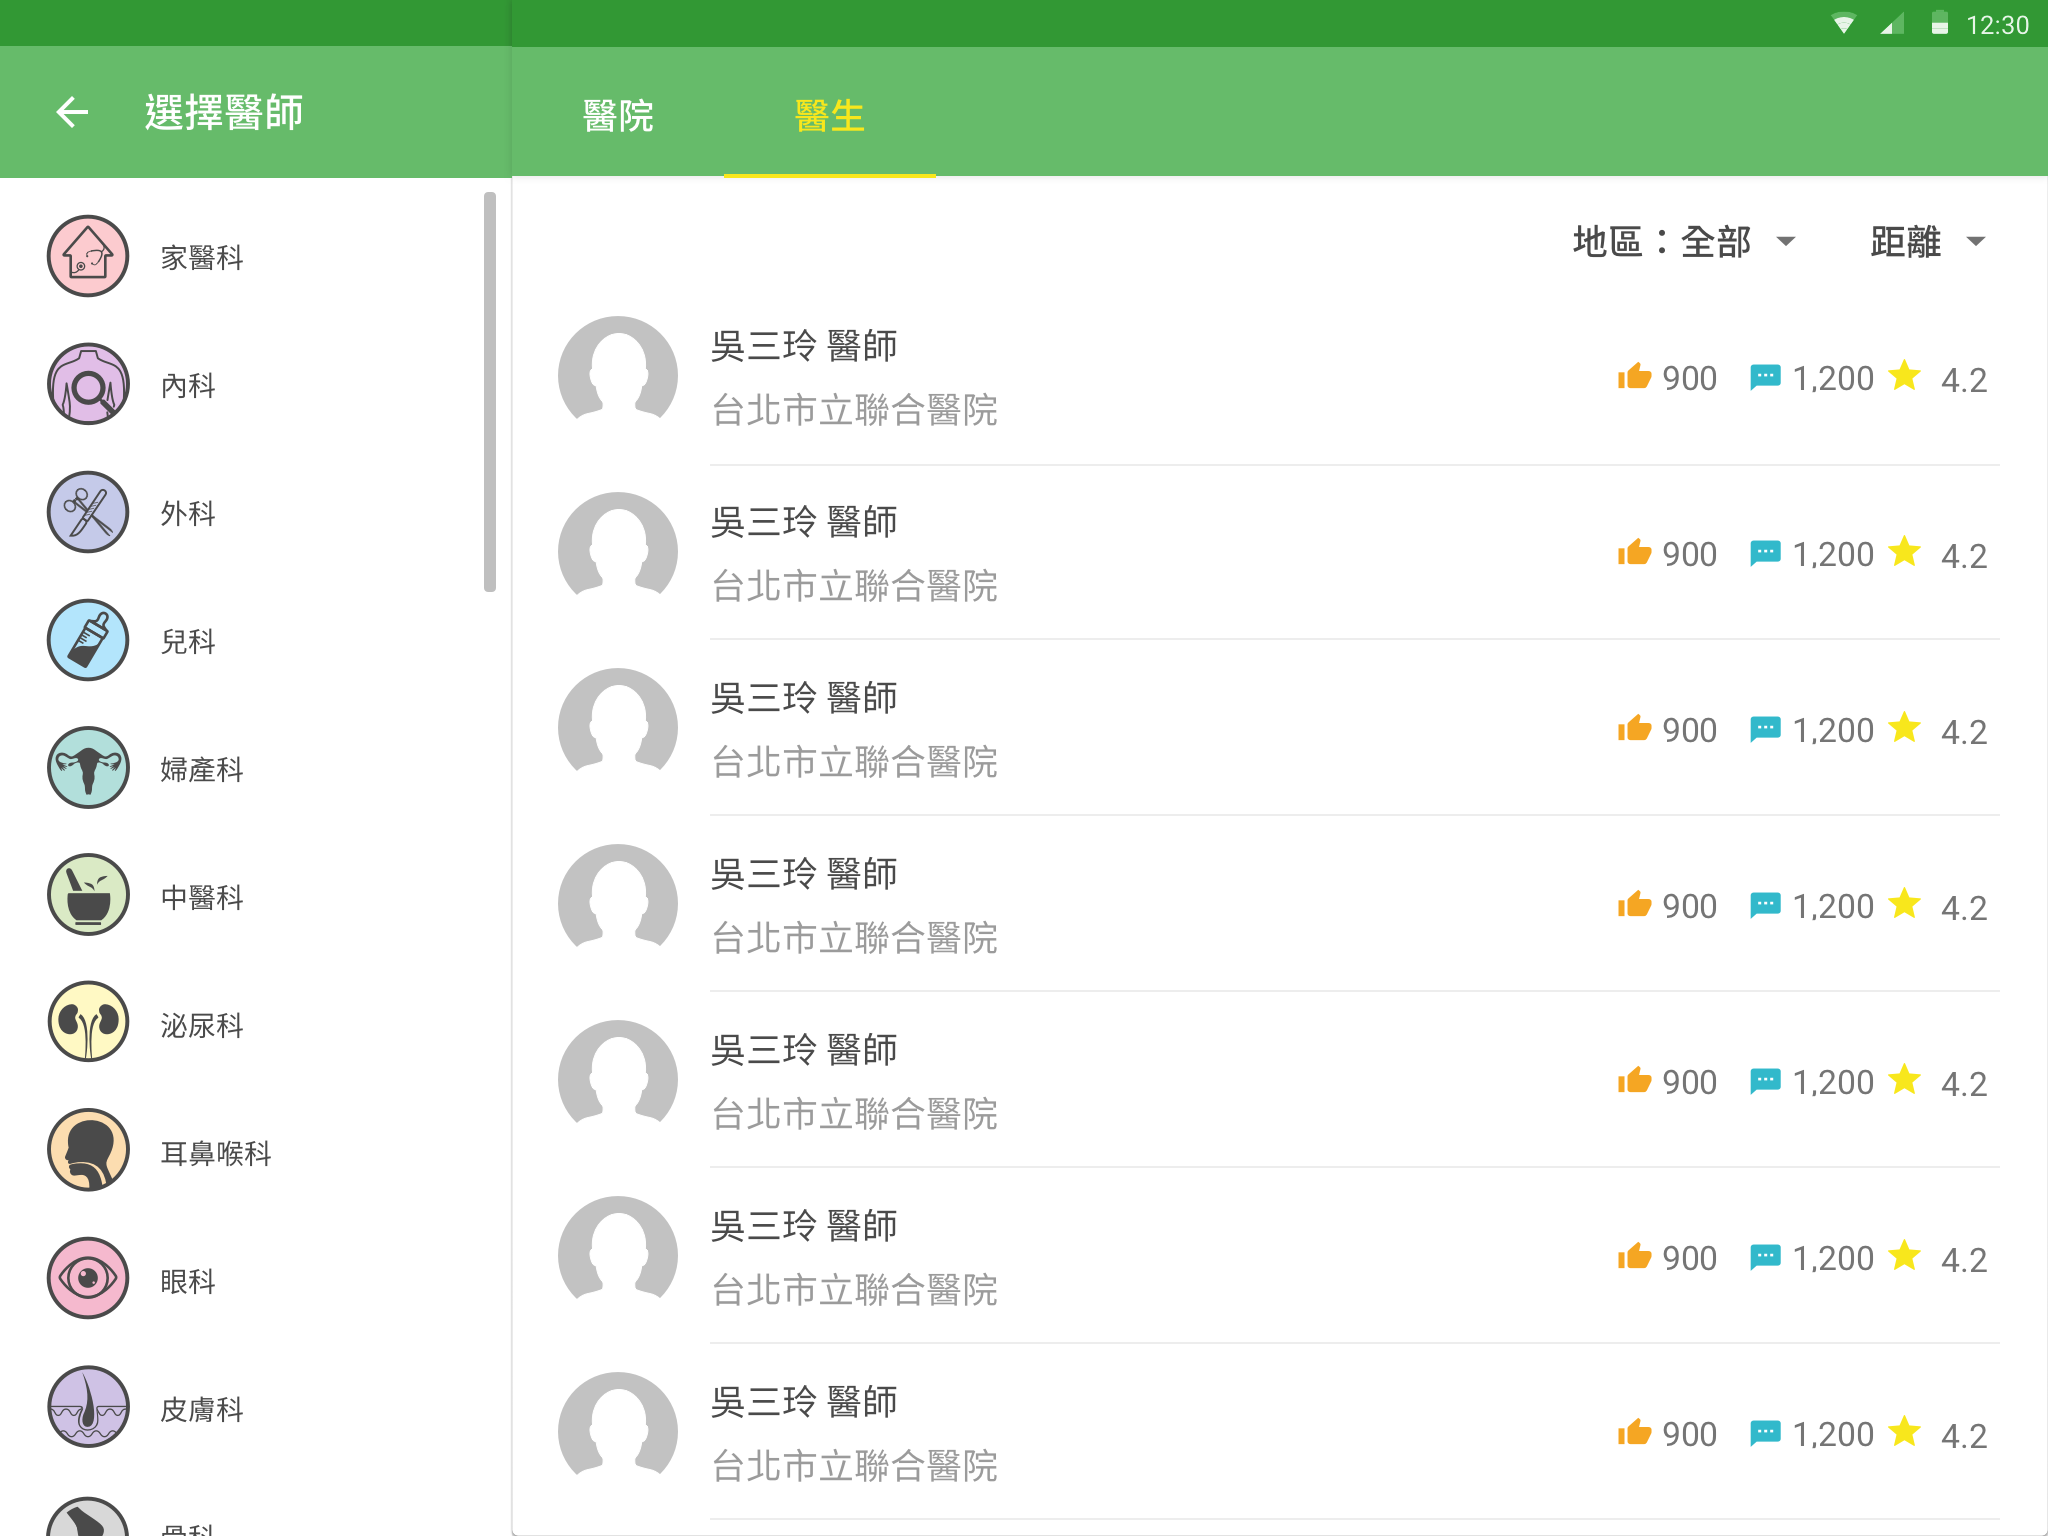 12:30
選擇醫師
醫院
醫生
家醫科
內科
外科
兒科
婦產科
中醫科
泌尿科
耳鼻喉科
眼科
皮膚科
骨科
地區：全部
距離
吳三玲 醫師
台北市立聯合醫院
900
1,200
4.2
吳三玲 醫師
台北市立聯合醫院
900
1,200
4.2
吳三玲 醫師
台北市立聯合醫院
900
1,200
4.2
吳三玲 醫師
台北市立聯合醫院
900
1,200
4.2
吳三玲 醫師
台北市立聯合醫院
900
1,200
4.2
吳三玲 醫師
台北市立聯合醫院
900
1,200
4.2
吳三玲 醫師
台北市立聯合醫院
900
1,200
4.2